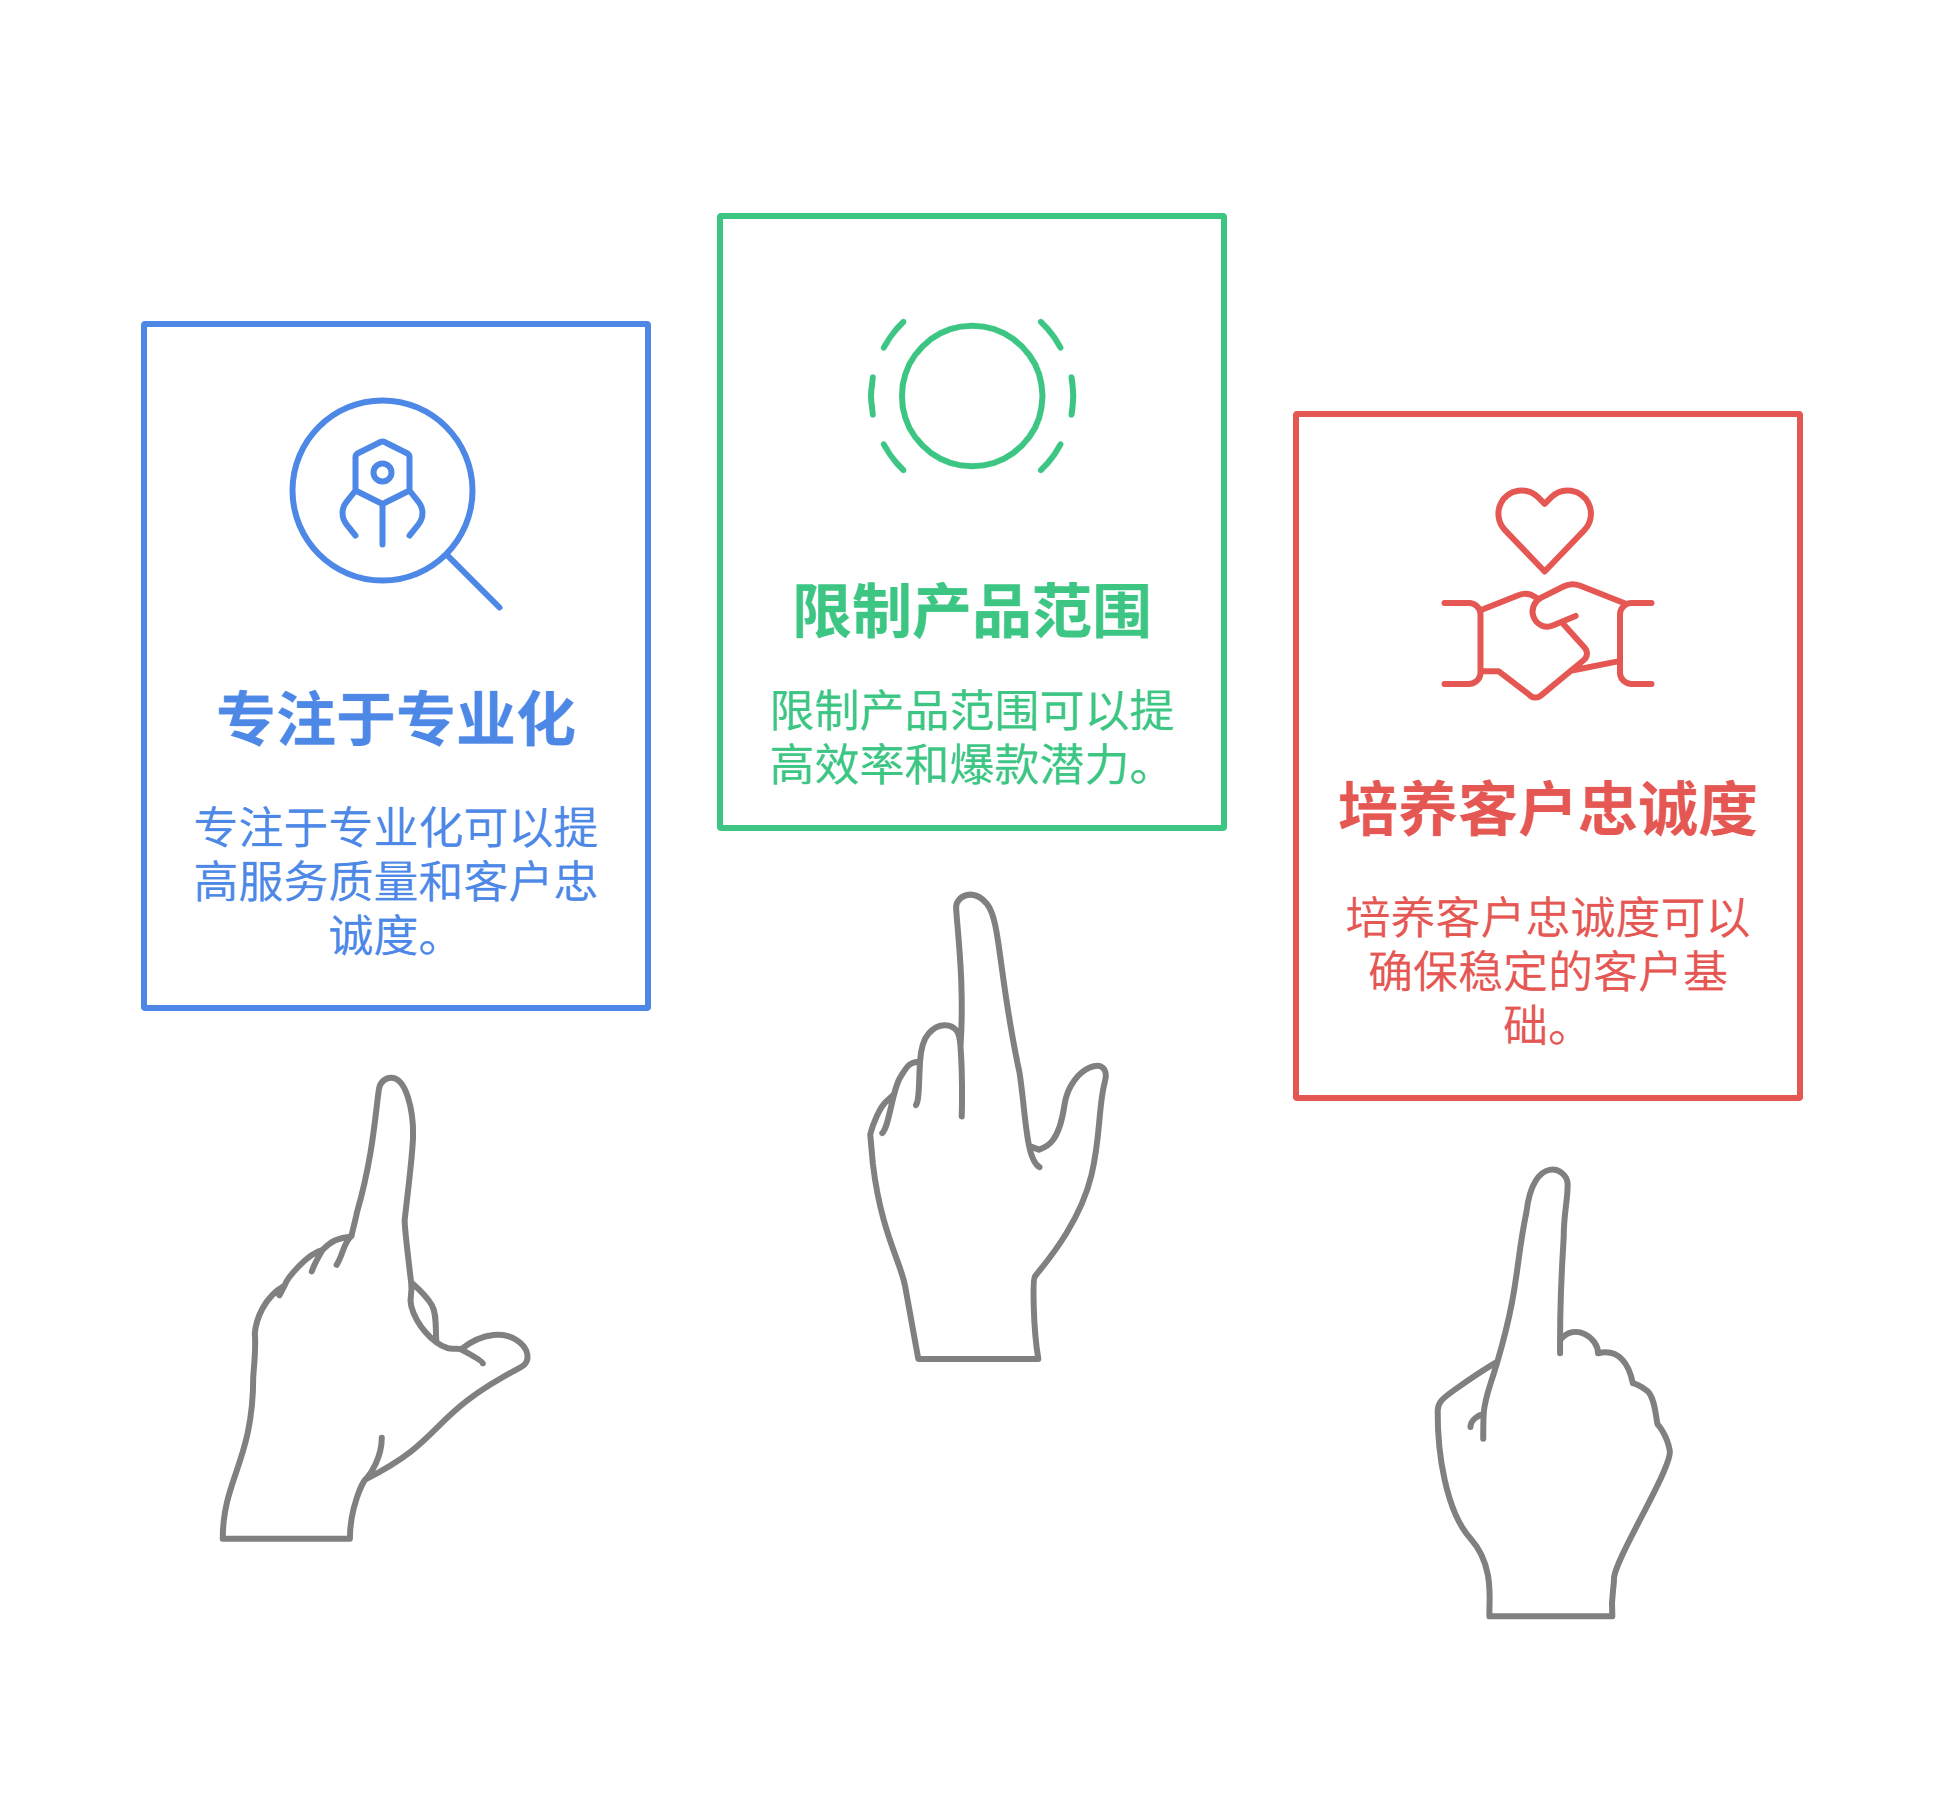 专注于专业化
专注于专业化可以提
高服务质量和客户忠
诚度。
限制产品范围
限制产品范围可以提
高效率和爆款潜力。
培养客户忠诚度
培养客户忠诚度可以
确保稳定的客户基
础。